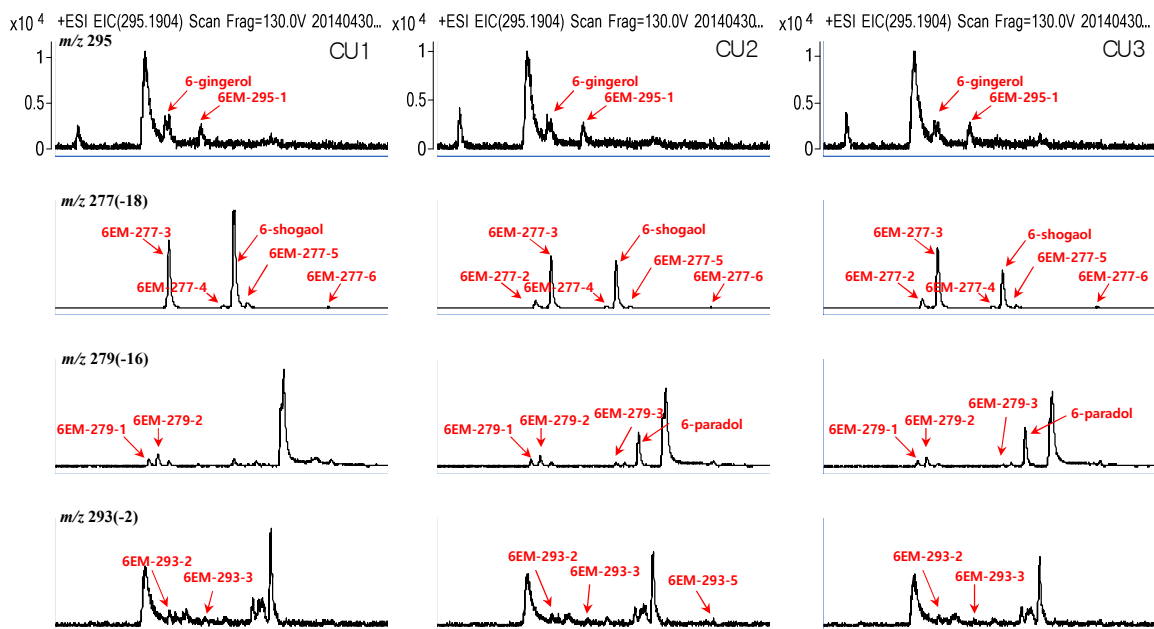 +ESI EIC(295.1904) Scan Frag=130.0V 20140430...
+ESI EIC(295.1904) Scan Frag=130.0V 20140430...
+ESI EIC(295.1904) Scan Frag=130.0V 20140430...
x10 4
x10 4
x10 4
m/z 295
CU1
CU2
CU3
1
1
1
6-gingerol
6-gingerol
6-gingerol
6EM-295-1
6EM-295-1
6EM-295-1
0.5
0.5
0.5
0
0
0
m/z 277(-18)
6EM-277-3
6-shogaol
6EM-277-5
6EM-277-4
6EM-277-6
6EM-277-3
6-shogaol
6EM-277-5
6EM-277-2
6EM-277-4
6EM-277-6
6EM-277-3
6-shogaol
6EM-277-5
6EM-277-2
6EM-277-4
6EM-277-6
m/z 279(-16)
6EM-279-2
6EM-279-1
6EM-279-3
6EM-279-2
6-paradol
6EM-279-1
6EM-279-3
6EM-279-2
6-paradol
6EM-279-1
m/z 293(-2)
6EM-293-2
6EM-293-3
6EM-293-2
6EM-293-3
6EM-293-5
6EM-293-2
6EM-293-3